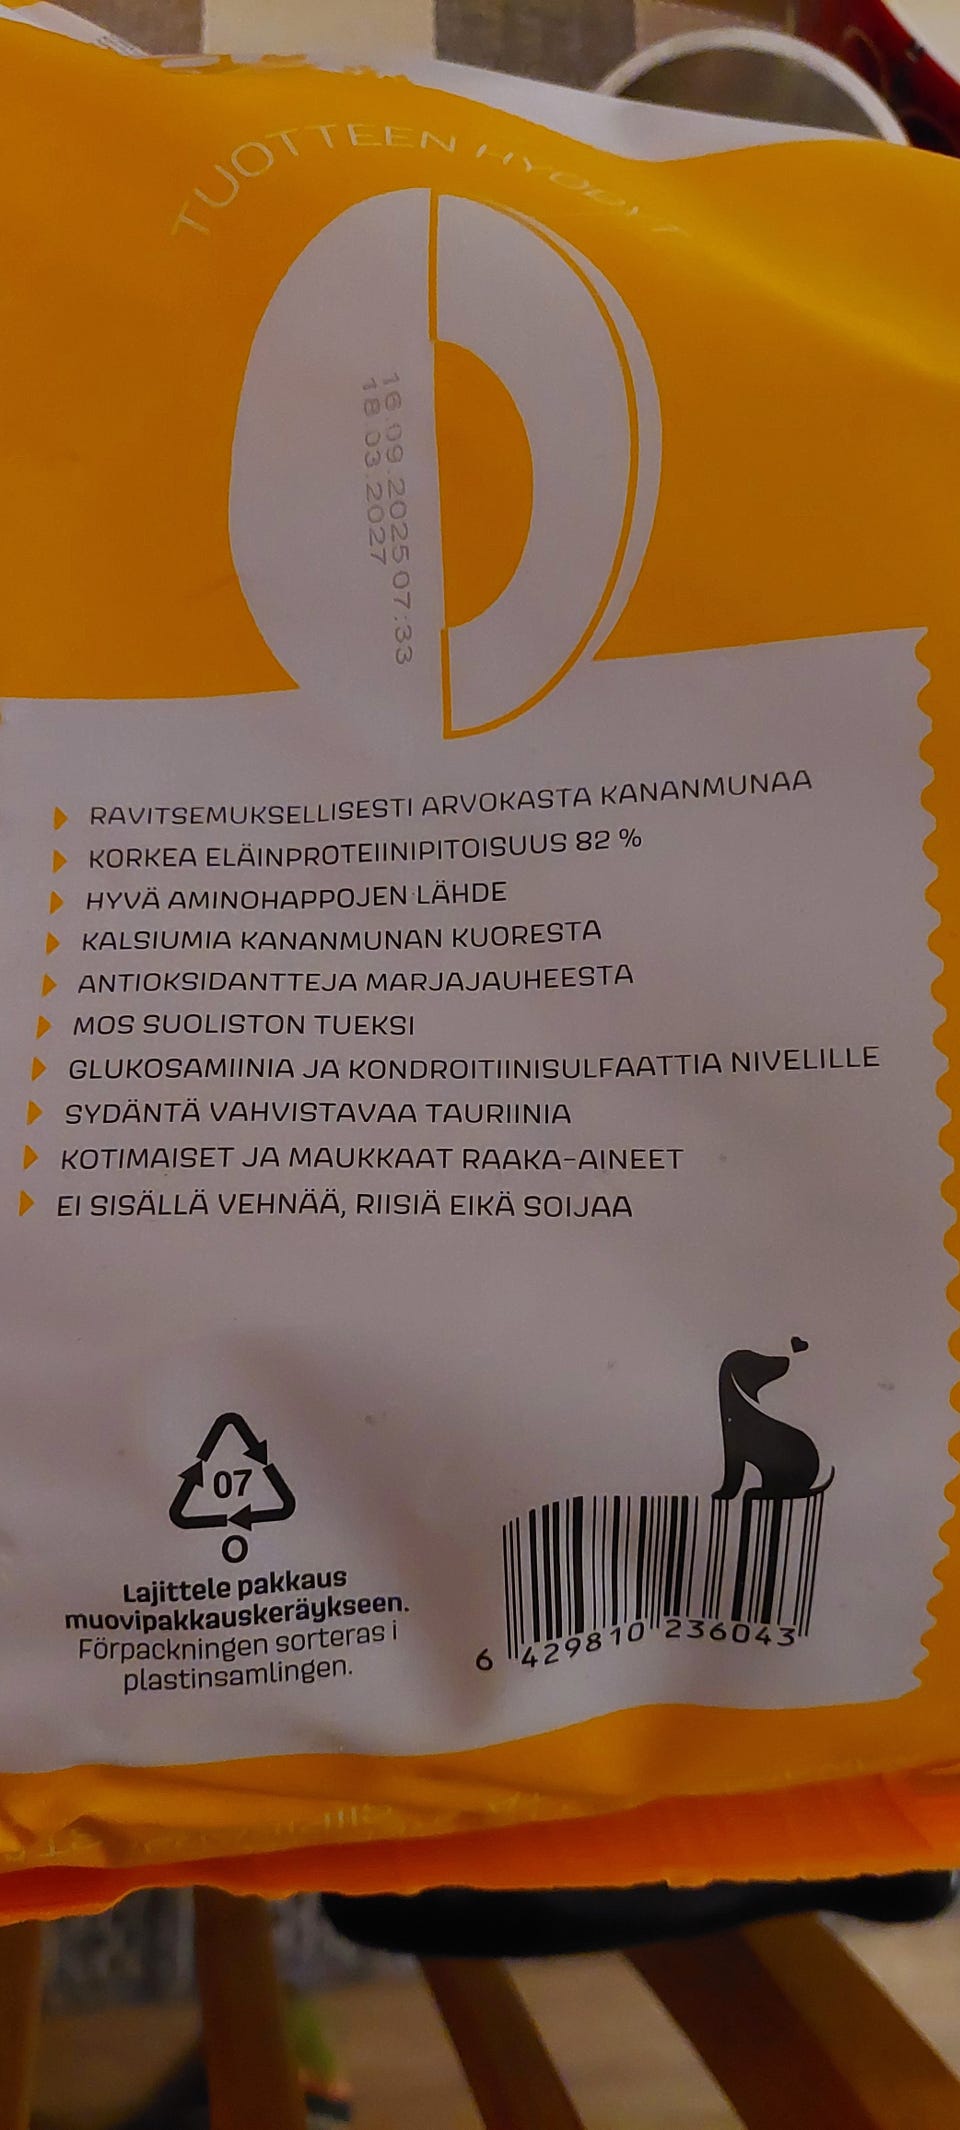 TUOTTEEN HYÖDYT
18.09.2025 07:33
18.03.2027
RAVITSEMUKSELLISESTI ARVOKASTA KANANMUNAA
KORKEA ELÄINPROTEIINIPITOISUUS 82 %
HYVÄ AMINOHAPPOJEN LÄHDE
KALSIUMIA KANANMUNAN KUORESTA
ANTIOKSIDANTTEJA MARJAJAUHEESTA
MOS SUOLISTON TUEKSI
GLUKOSAMIINIA JA KONDROITIINISULFAATTIA NIVELILLE
SYDÄNTÄ VAHVISTAVAA TAURIINIA
KOTIMAISET JA MAUKKAAT RAAKA-AINEET
EI SISÄLLÄ VEHNÄÄ, RIISIÄ EIKÄ SOIJAA
07
O
Lajittele pakkaus
muovipakkauskeräykseen.
Förpackningen sorteras i
plastinsamlingen.
6 429810 236043